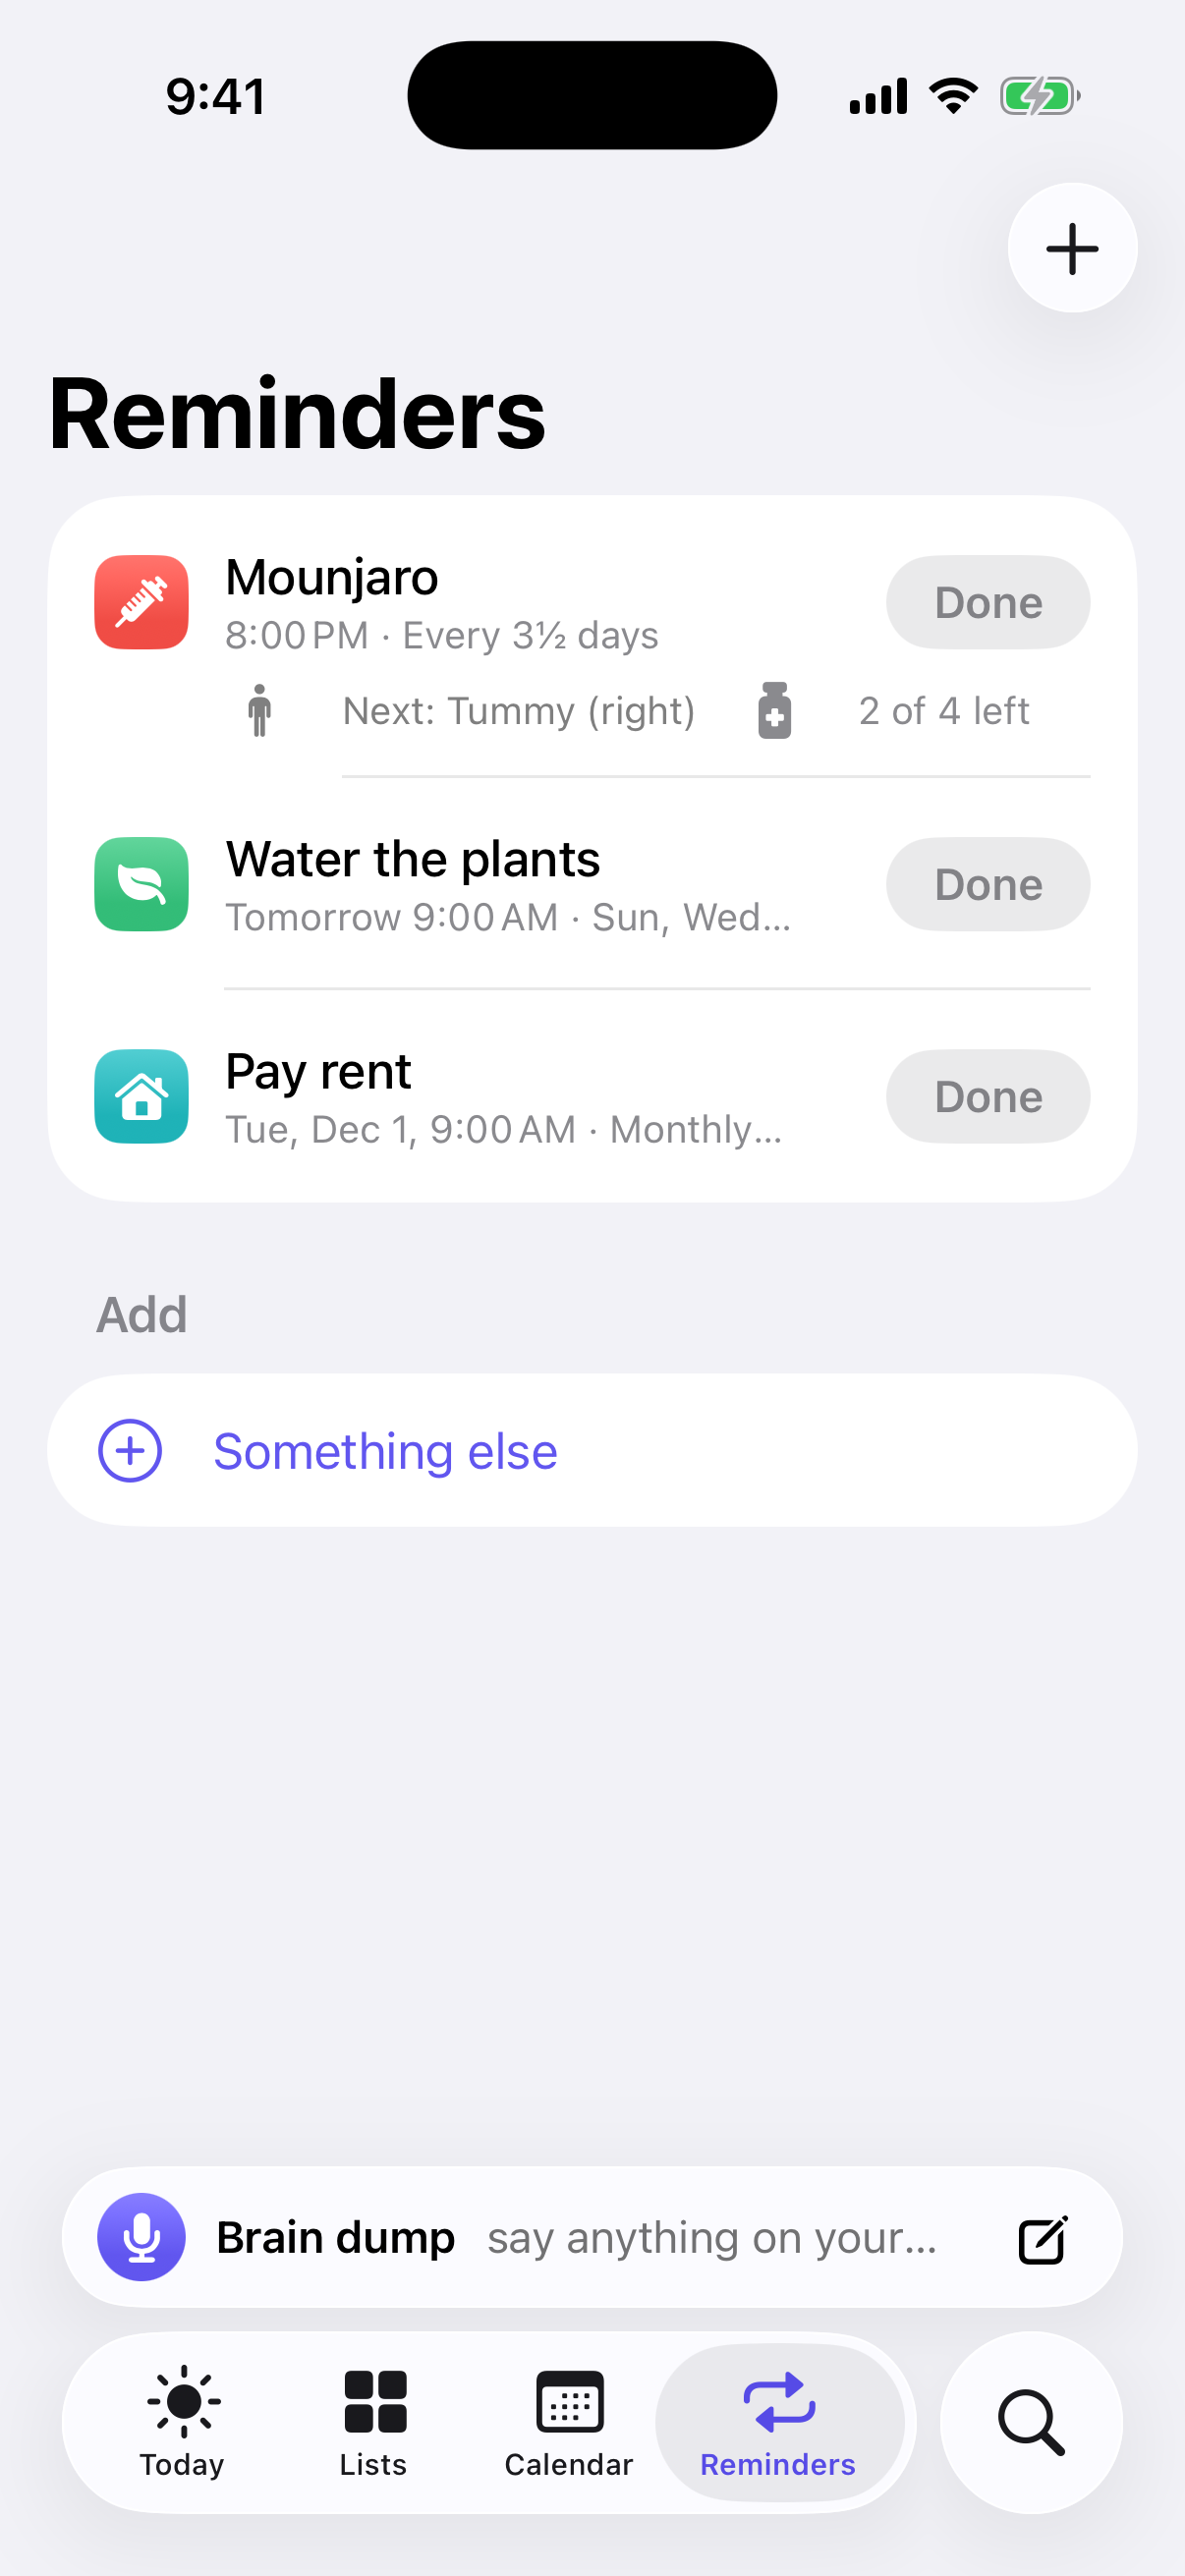 9:41
Reminders
Mounjaro
8:00 PM · Every 3½ days
Done
Next: Tummy (right)
2 of 4 left
Water the plants
Tomorrow 9:00 AM · Sun, Wed...
Done
Pay rent
Tue, Dec 1, 9:00 AM · Monthly...
Done
Add
Something else
Brain dump say anything on your...
Today Lists Calendar Reminders